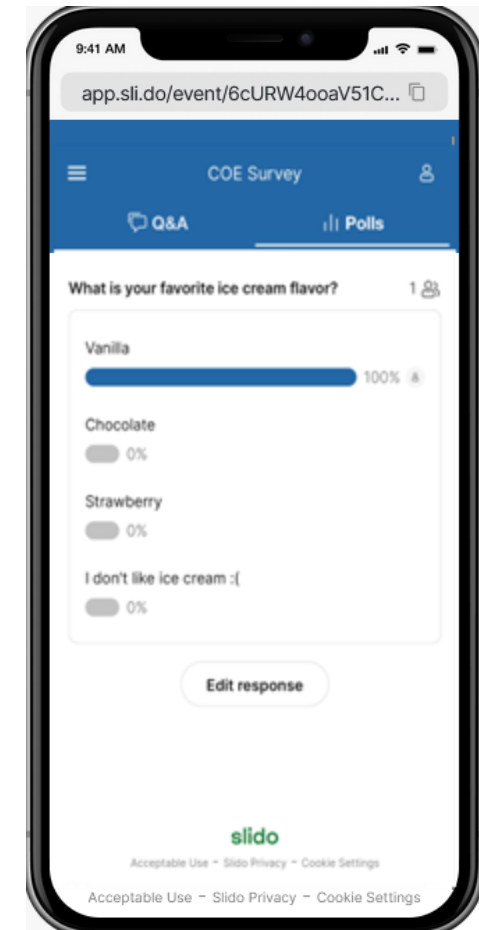 9:41 AM
app.sli.do/event/6cURW4ooaV51C...
COE Survey
Q&A
Polls
What is your favorite ice cream flavor? 1
Vanilla
100%
Chocolate
0%
Strawberry
0%
I don't like ice cream :(
0%
Edit response
slido
Acceptable Use - Slido Privacy - Cookie Settings
Acceptable Use - Slido Privacy - Cookie Settings